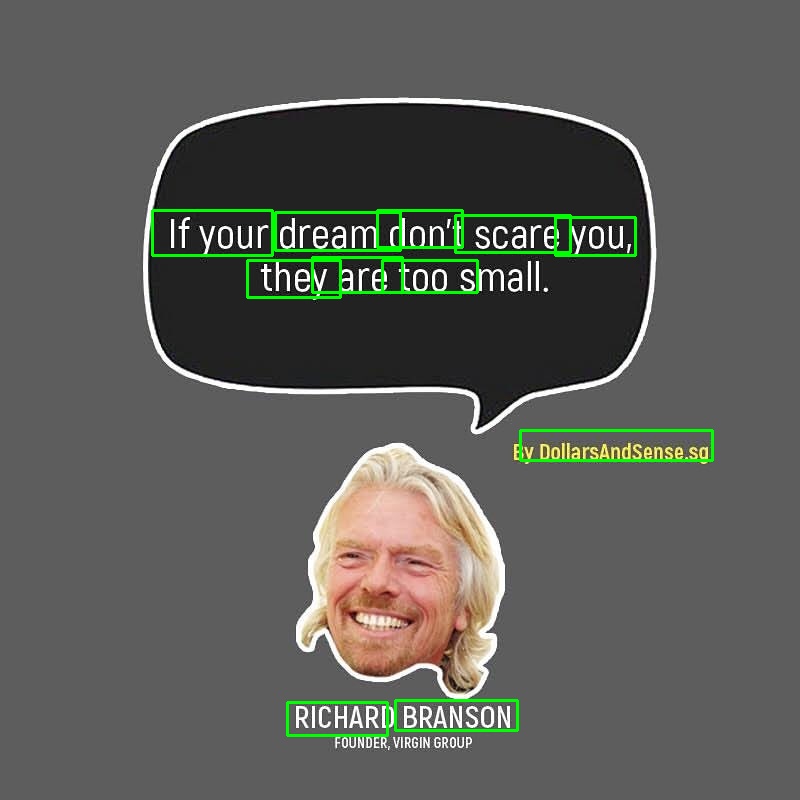 If your dream don't scare you,
they are too small.
By DollarsAndSense.sg
RICHARD BRANSON
FOUNDER, VIRGIN GROUP